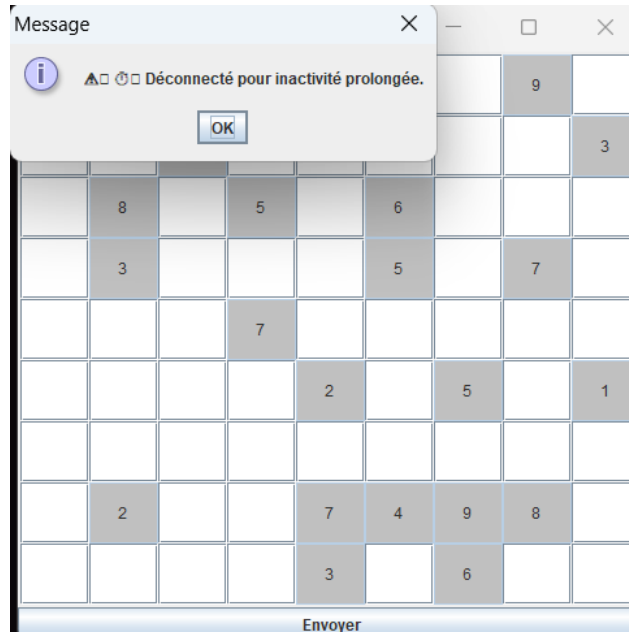 Message
⚠□ ⏱□ Déconnecté pour inactivité prolongée.
OK
9
3
8 5 6
3 5 7
7
2 5 1
2 7 4 9 8
3 6
Envoyer